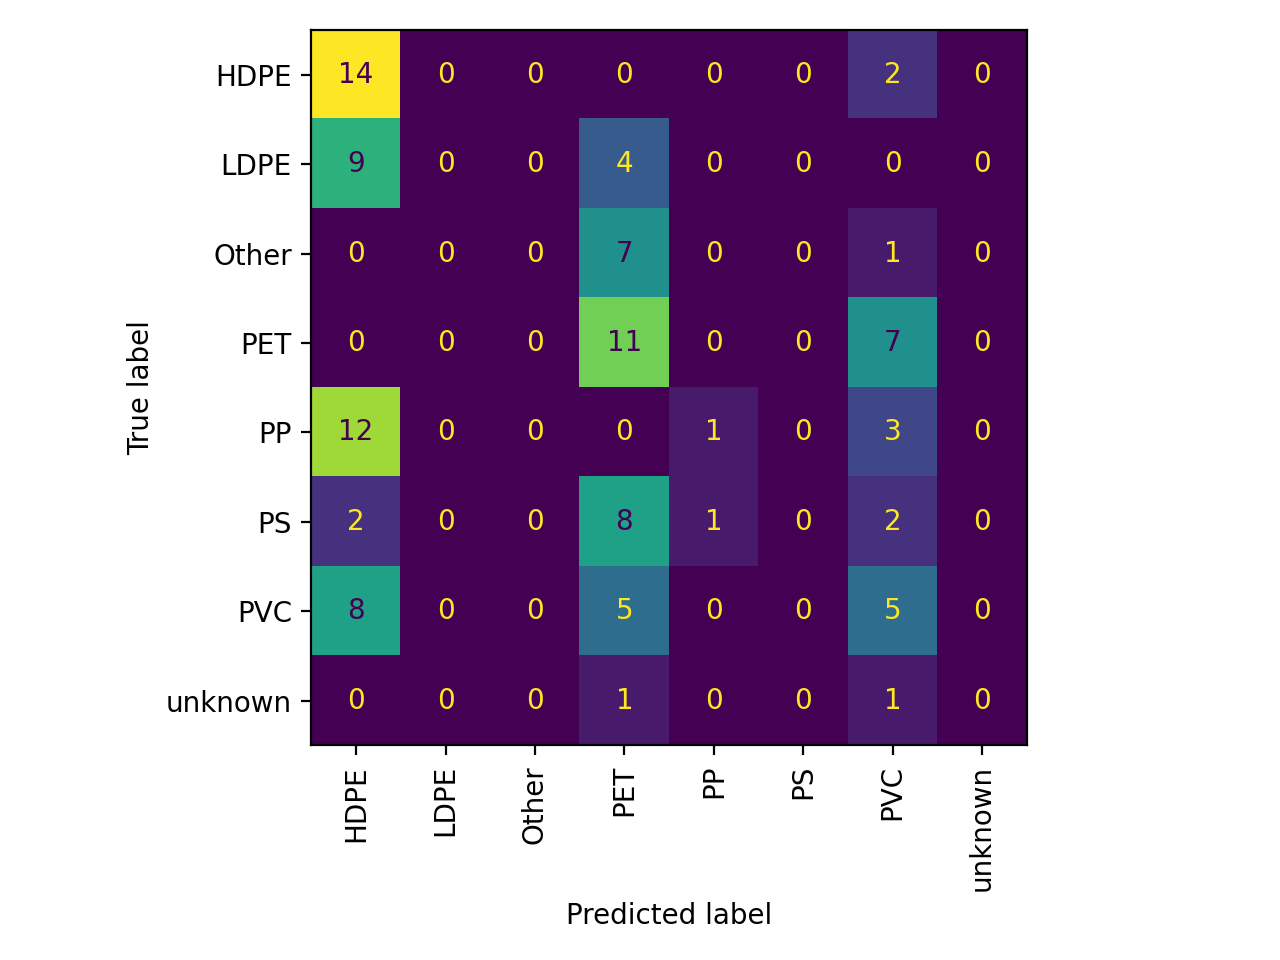 HDPE 14 0 0 0 0 0 2 0
LDPE 9 0 0 4 0 0 0 0
Other 0 0 0 7 0 0 1 0
PET 0 0 0 11 0 0 7 0
PP 12 0 0 0 1 0 3 0
PS 2 0 0 8 1 0 2 0
PVC 8 0 0 5 0 0 5 0
unknown 0 0 0 1 0 0 1 0
True label
HDPE LDPE Other PET PP PS PVC unknown
Predicted label